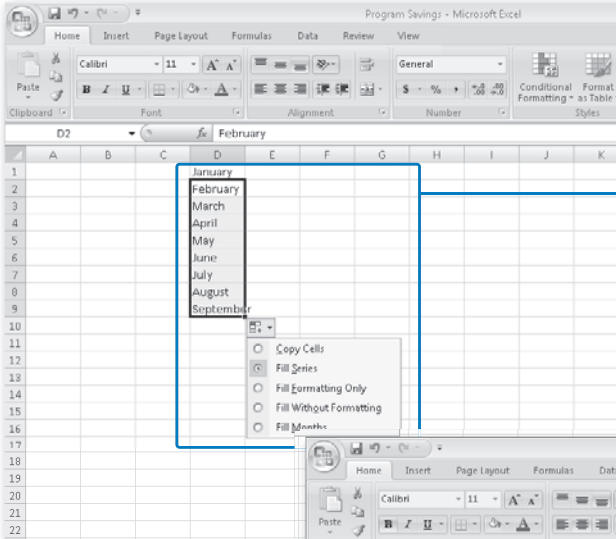 Program Savings - Microsoft Excel
Home Insert Page Layout Formulas Data Review View
Calibri 11 A A General
Paste B I U A $ % , Conditional Formatting Format as Table
Clipboard Font Alignment Number Styles
D2 fx February
A B C D E F G H I J K
1 January
2 February
3 March
4 April
5 May
6 June
7 July
8 August
9 September
10
11 Copy Cells
12 Fill Series
13 Fill Formatting Only
14
15 Fill Without Formatting
16 Fill Months
17
18 Home Insert Page Layout Formulas Dat
19
20 Calibri 11 A A
21 Paste B I U A
22